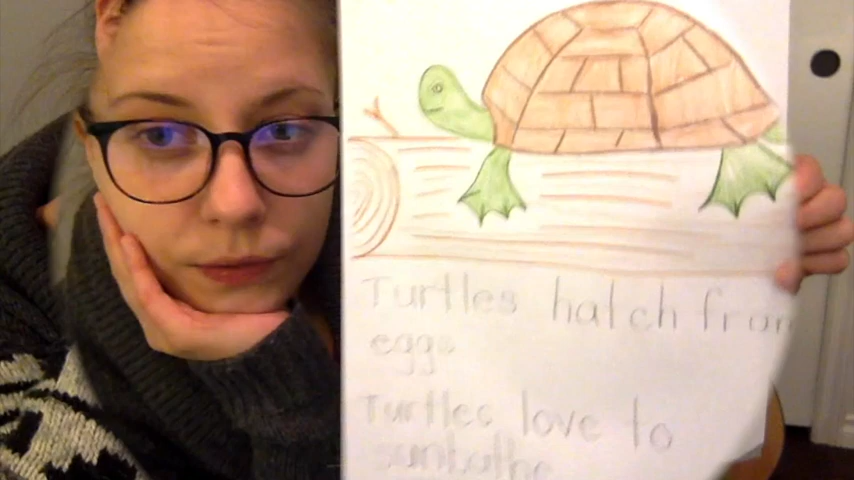 Turtles hatch from
eggs
Turtles love to
sunbathe